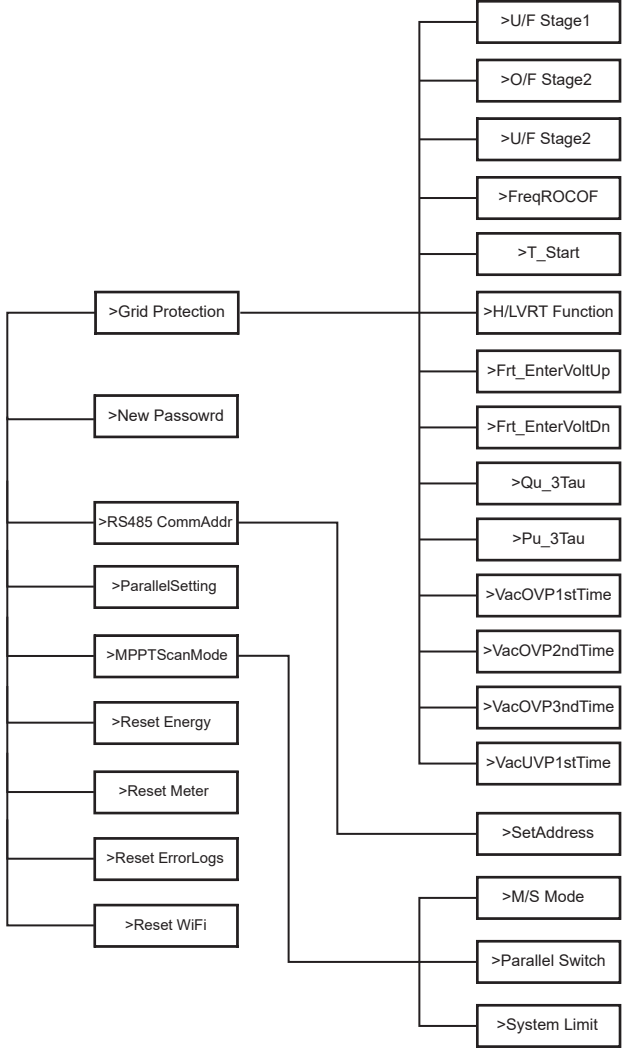 >Grid Protection
>New Passowrd
>RS485 CommAddr
>ParallelSetting
>MPPTScanMode
>Reset Energy
>Reset Meter
>Reset ErrorLogs
>Reset WiFi
>U/F Stage1
>O/F Stage2
>U/F Stage2
>FreqROCOF
>T_Start
>H/LVRT Function
>Frt_EnterVoltUp
>Frt_EnterVoltDn
>Qu_3Tau
>Pu_3Tau
>VacOVP1stTime
>VacOVP2ndTime
>VacOVP3ndTime
>VacUVP1stTime
>SetAddress
>M/S Mode
>Parallel Switch
>System Limit